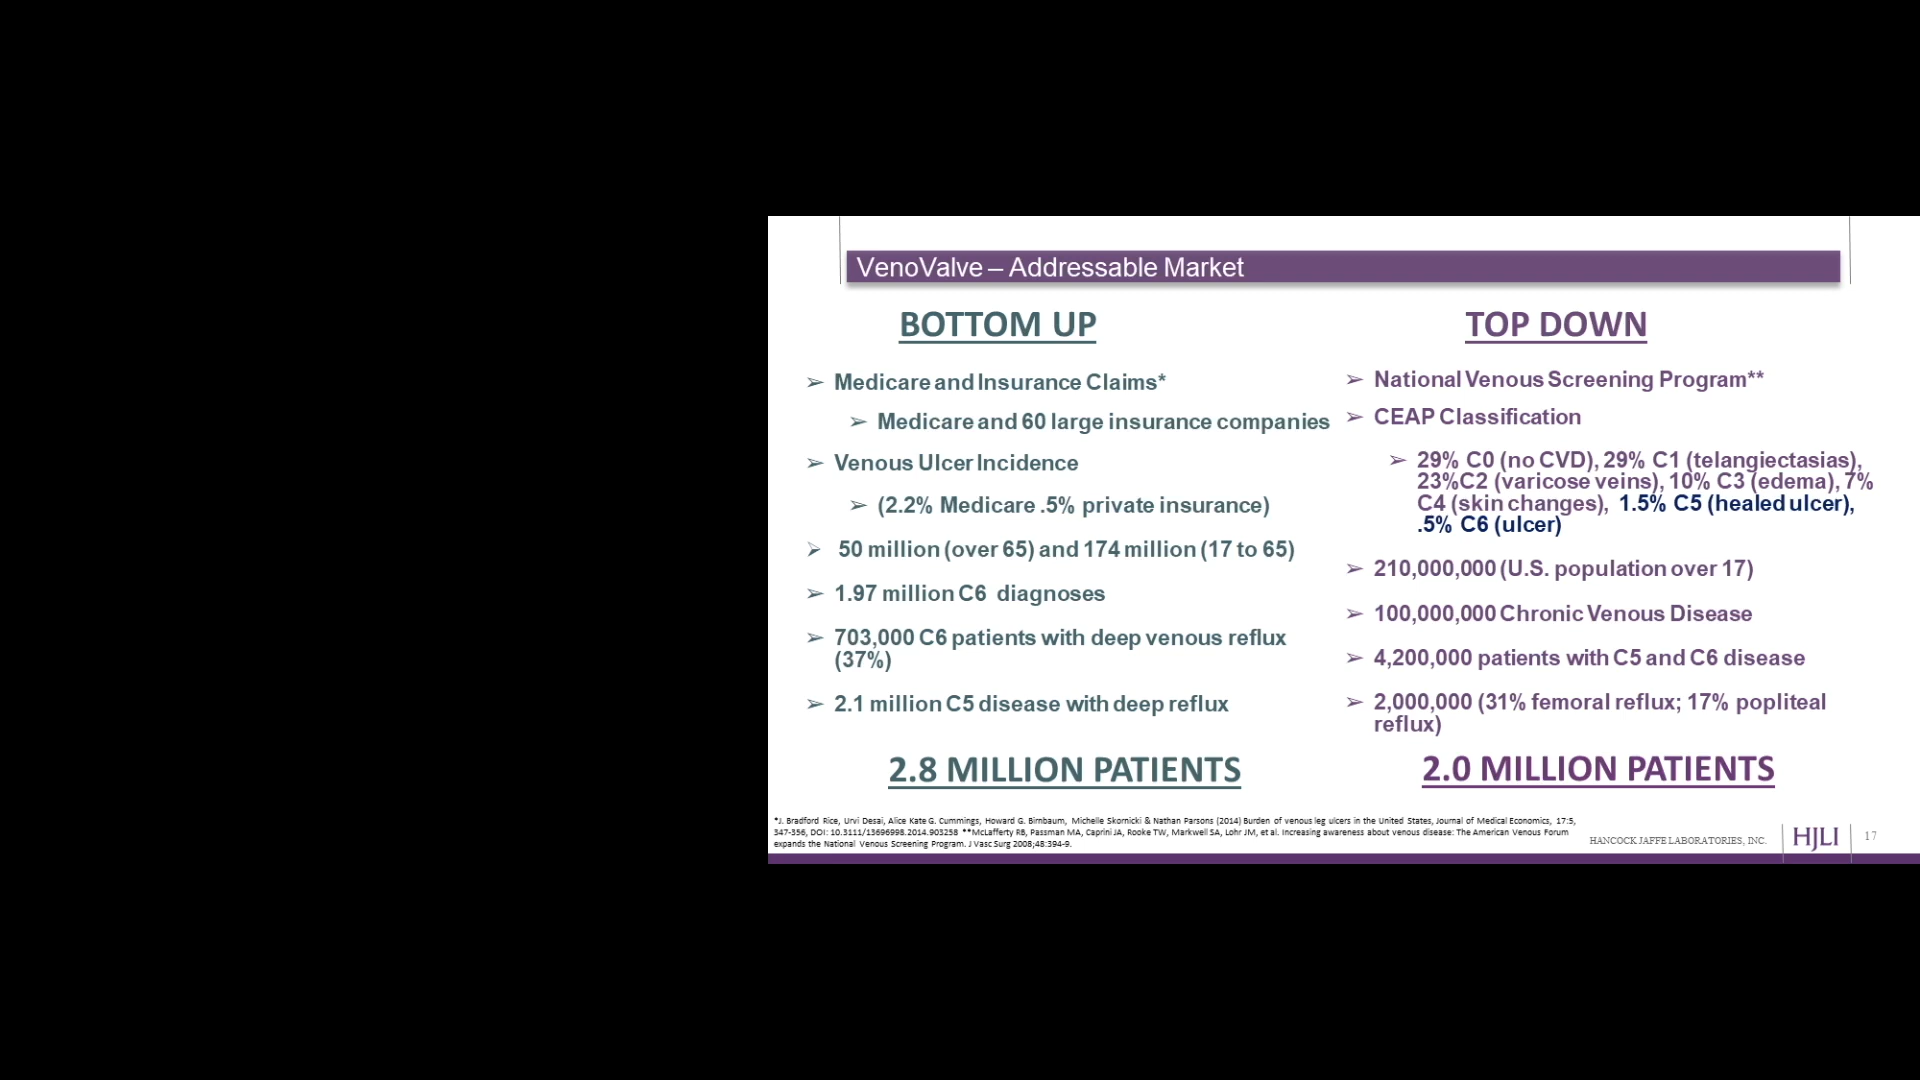 VenoValve – Addressable Market
BOTTOM UP
➢ Medicare and Insurance Claims*
➢ Medicare and 60 large insurance companies
➢ Venous Ulcer Incidence
➢ (2.2% Medicare .5% private insurance)
➢ 50 million (over 65) and 174 million (17 to 65)
➢ 1.97 million C6 diagnoses
➢ 703,000 C6 patients with deep venous reflux
(37%)
➢ 2.1 million C5 disease with deep reflux
2.8 MILLION PATIENTS
TOP DOWN
➢ National Venous Screening Program**
➢ CEAP Classification
➢ 29% C0 (no CVD), 29% C1 (telangiectasias),
23%C2 (varicose veins), 10% C3 (edema), 7%
C4 (skin changes), 1.5% C5 (healed ulcer),
.5% C6 (ulcer)
➢ 210,000,000 (U.S. population over 17)
➢ 100,000,000 Chronic Venous Disease
➢ 4,200,000 patients with C5 and C6 disease
➢ 2,000,000 (31% femoral reflux; 17% popliteal
reflux)
2.0 MILLION PATIENTS
*J. Bradford Rice, Urvi Desai, Alice Kate G. Cummings, Howard G. Birnbaum, Michelle Skornicki & Nathan Parsons (2014) Burden of venous leg ulcers in the United States, Journal of Medical Economics, 17:5,
347-356, DOI: 10.3111/13696998.2014.903258 **McLafferty RB, Passman MA, Caprini JA, Rooke TW, Markwell SA, Lohr JM, et al. Increasing awareness about venous disease: The American Venous Forum
expands the National Venous Screening Program. J Vasc Surg 2008;48:394-9.
HANCOCK JAFFE LABORATORIES, INC.
HJLI
17